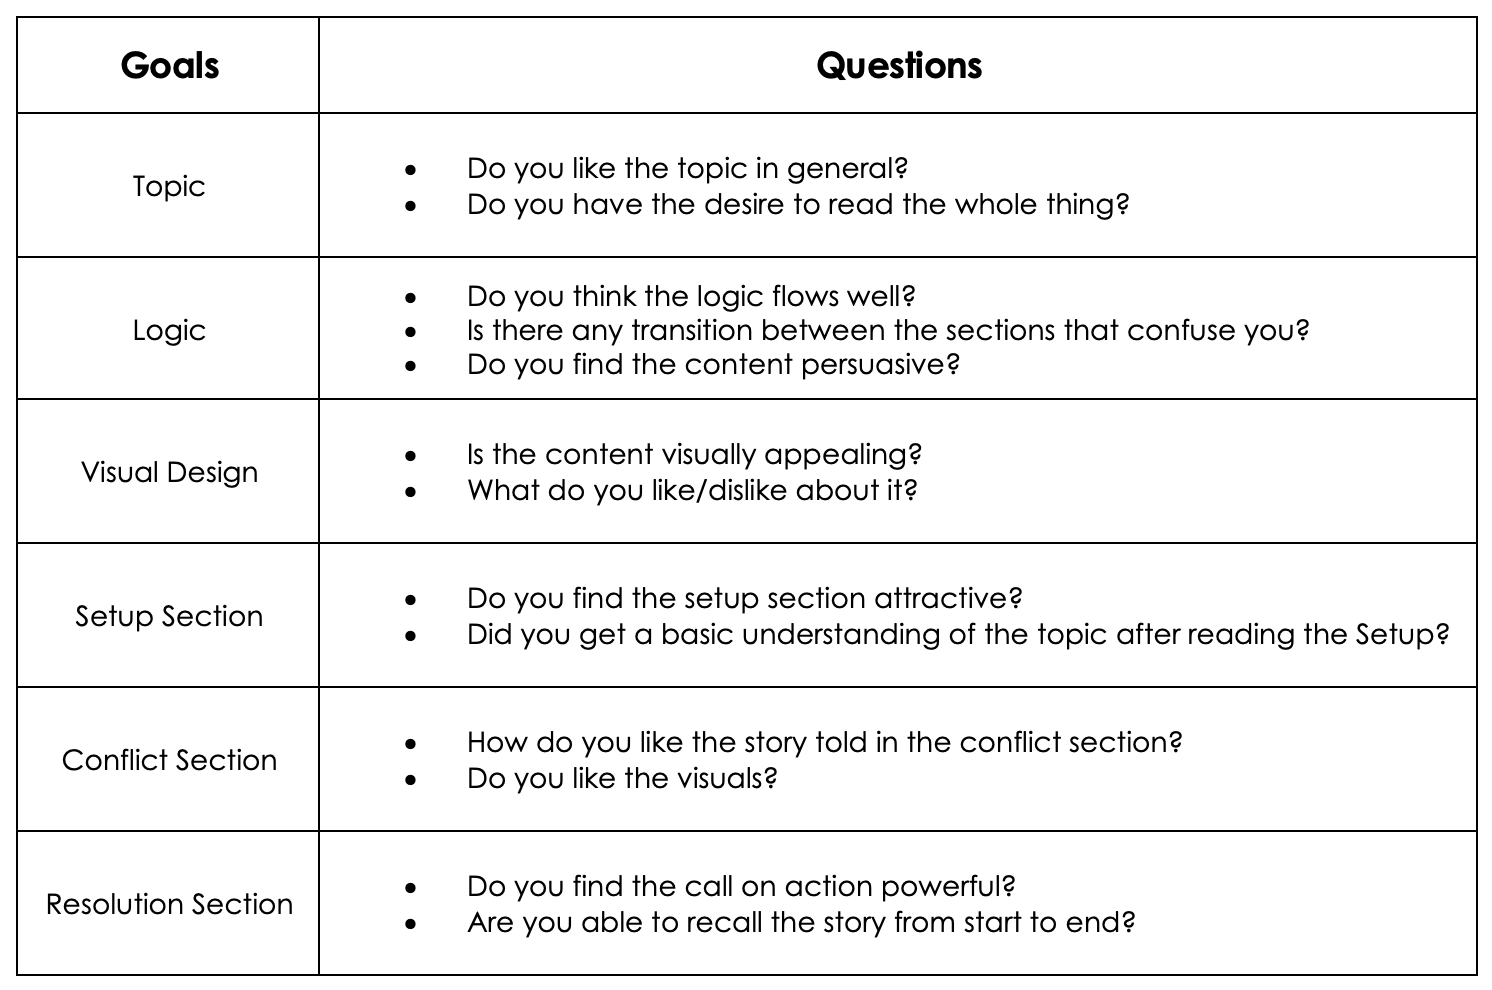 Goals
Questions
Topic
• Do you like the topic in general?
• Do you have the desire to read the whole thing?
Logic
• Do you think the logic flows well?
• Is there any transition between the sections that confuse you?
• Do you find the content persuasive?
Visual Design
• Is the content visually appealing?
• What do you like/dislike about it?
Setup Section
• Do you find the setup section attractive?
• Did you get a basic understanding of the topic after reading the Setup?
Conflict Section
• How do you like the story told in the conflict section?
• Do you like the visuals?
Resolution Section
• Do you find the call on action powerful?
• Are you able to recall the story from start to end?